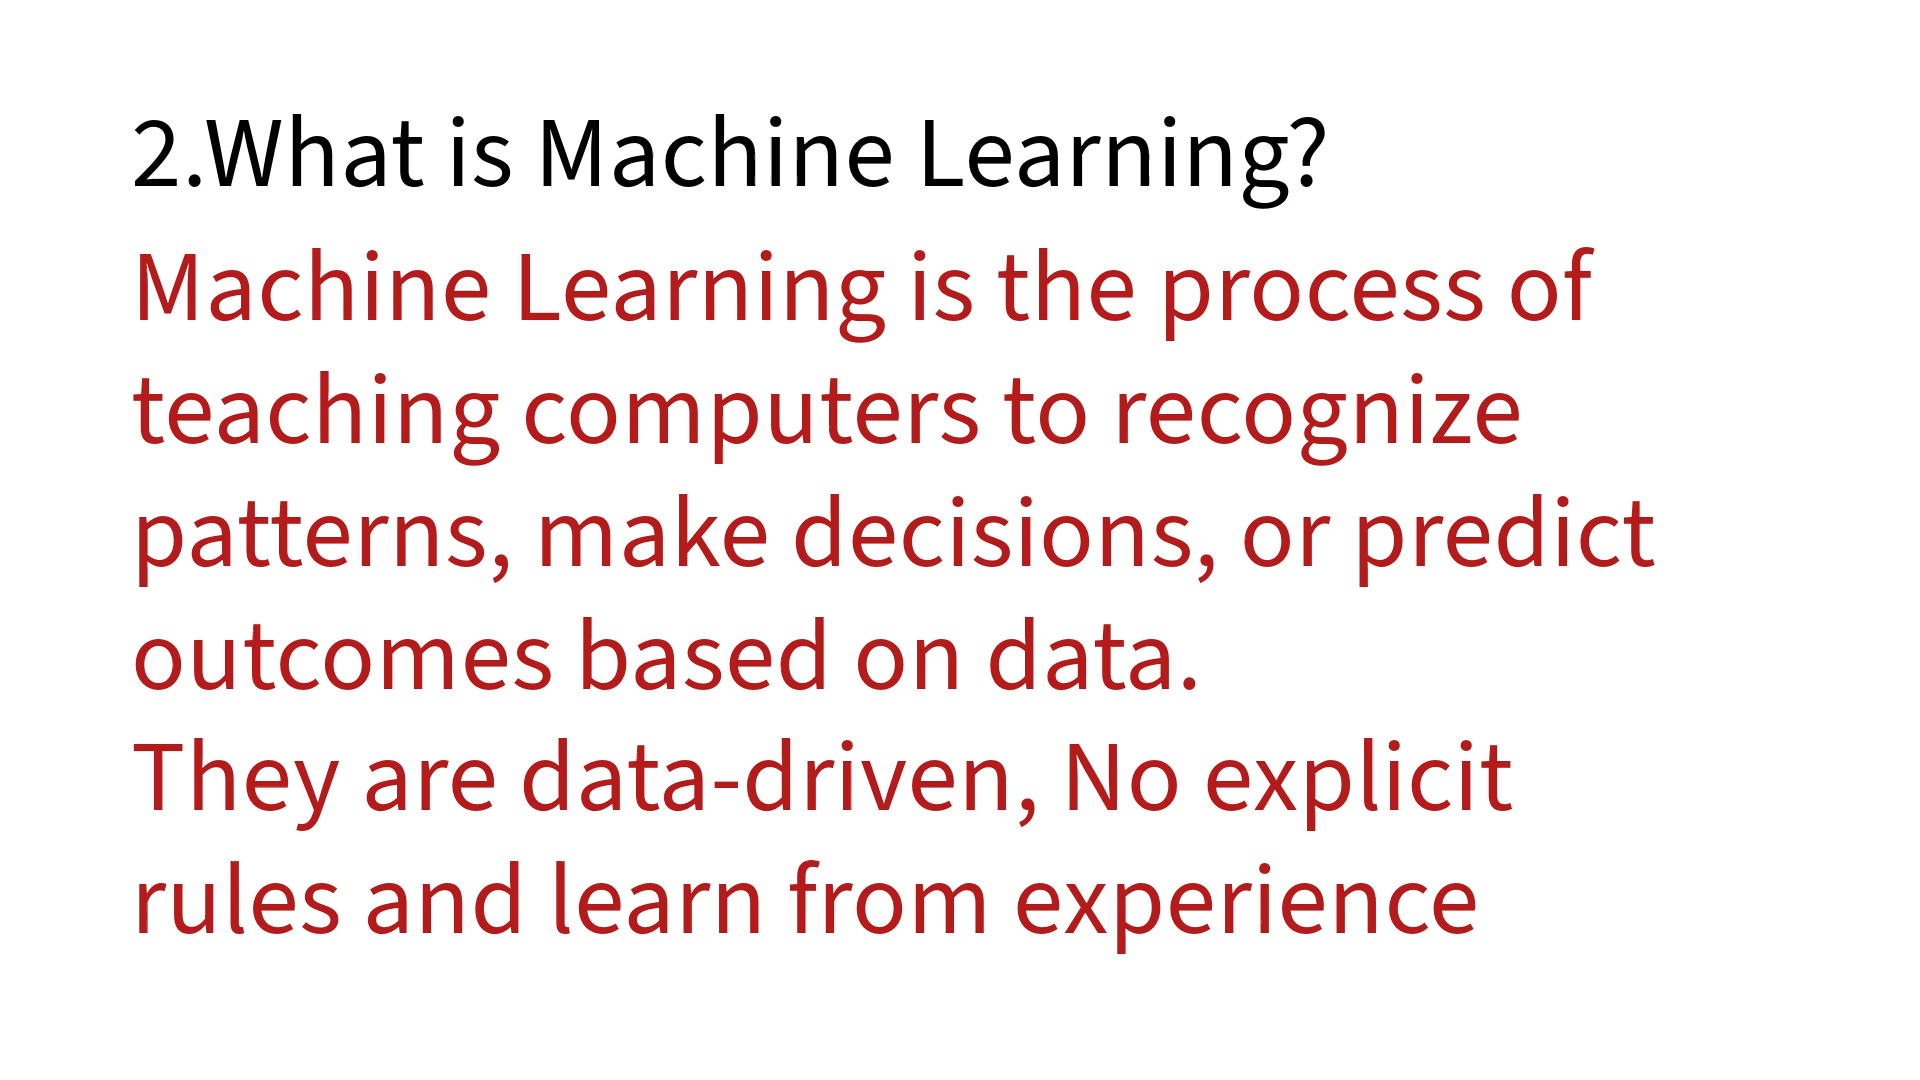 2.What is Machine Learning?
Machine Learning is the process of
teaching computers to recognize
patterns, make decisions, or predict
outcomes based on data.
They are data-driven, No explicit
rules and learn from experience